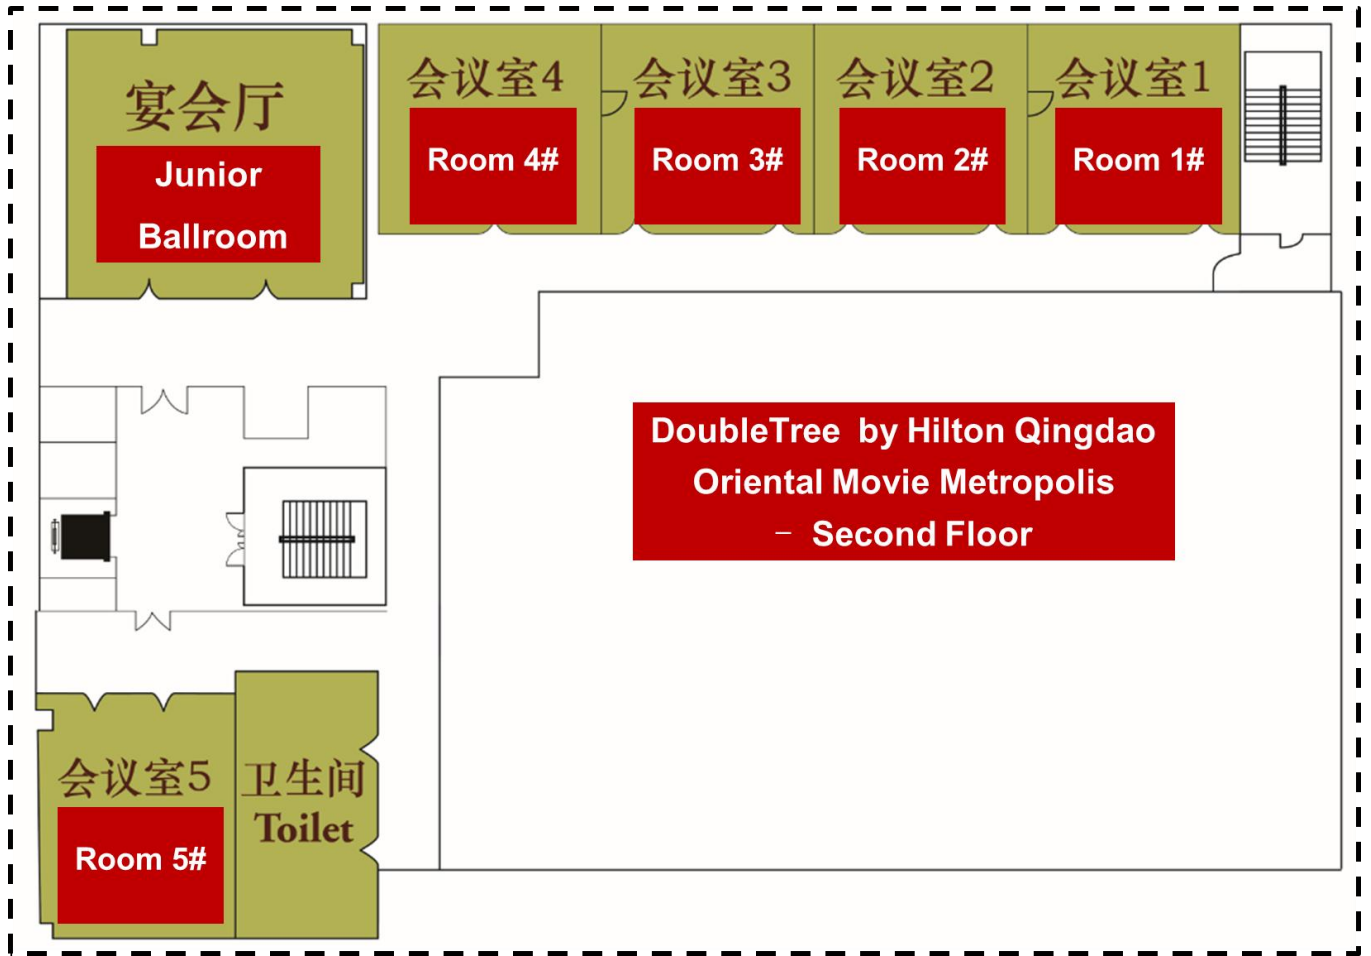 宴会厅
Junior
Ballroom
会议室4
Room 4#
会议室3
Room 3#
会议室2
Room 2#
会议室1
Room 1#
DoubleTree by Hilton Qingdao
Oriental Movie Metropolis
– Second Floor
会议室5
Room 5#
卫生间
Toilet